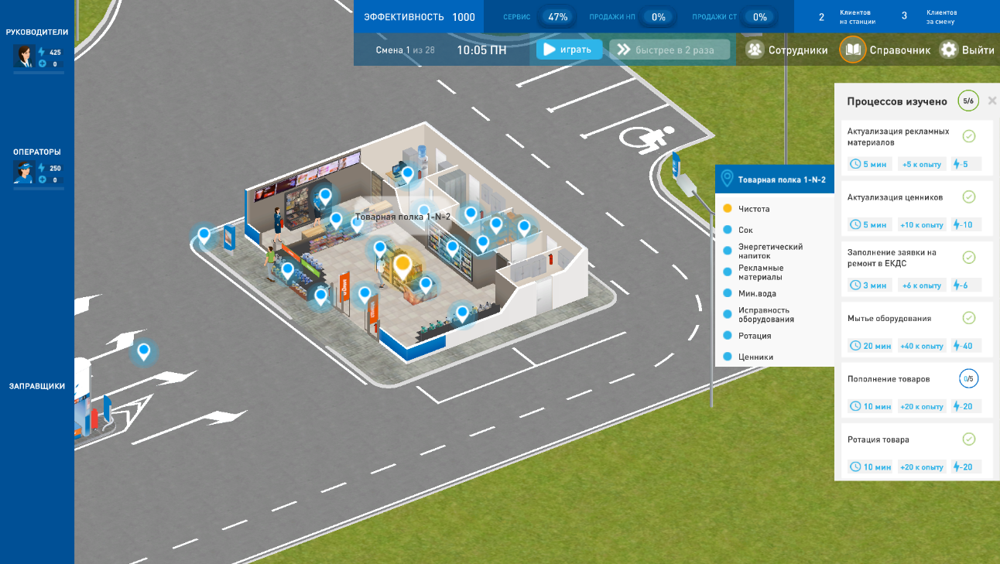 ЭФФЕКТИВНОСТЬ 1000
СЕРВИС 47%
ПРОДАЖИ НП 0%
ПРОДАЖИ СТ 0%
2 Клиентов
на станции
3 Клиентов
за смену
Смена 1 из 28
10:05 ПН
играть
быстрее в 2 раза
Сотрудники
Справочник
Выйти
РУКОВОДИТЕЛИ
425
0
ОПЕРАТОРЫ
250
0
ЗАПРАВЩИКИ
Товарная полка 1-N-2
Товарная полка 1-N-2
Чистота
Сок
Энергетический
напиток
Рекламные
материалы
Мин.вода
Исправность
оборудования
Ротация
Ценники
Процессов изучено 5/6
Актуализация рекламных
материалов
5 мин +5 к опыту -5
Актуализация ценников
5 мин +10 к опыту -10
Заполнение заявки на
ремонт в ЕКДС
3 мин +6 к опыту -6
Мытье оборудования
20 мин +40 к опыту -40
Пополнение товаров 0/5
10 мин +20 к опыту -20
Ротация товара
10 мин +20 к опыту -20